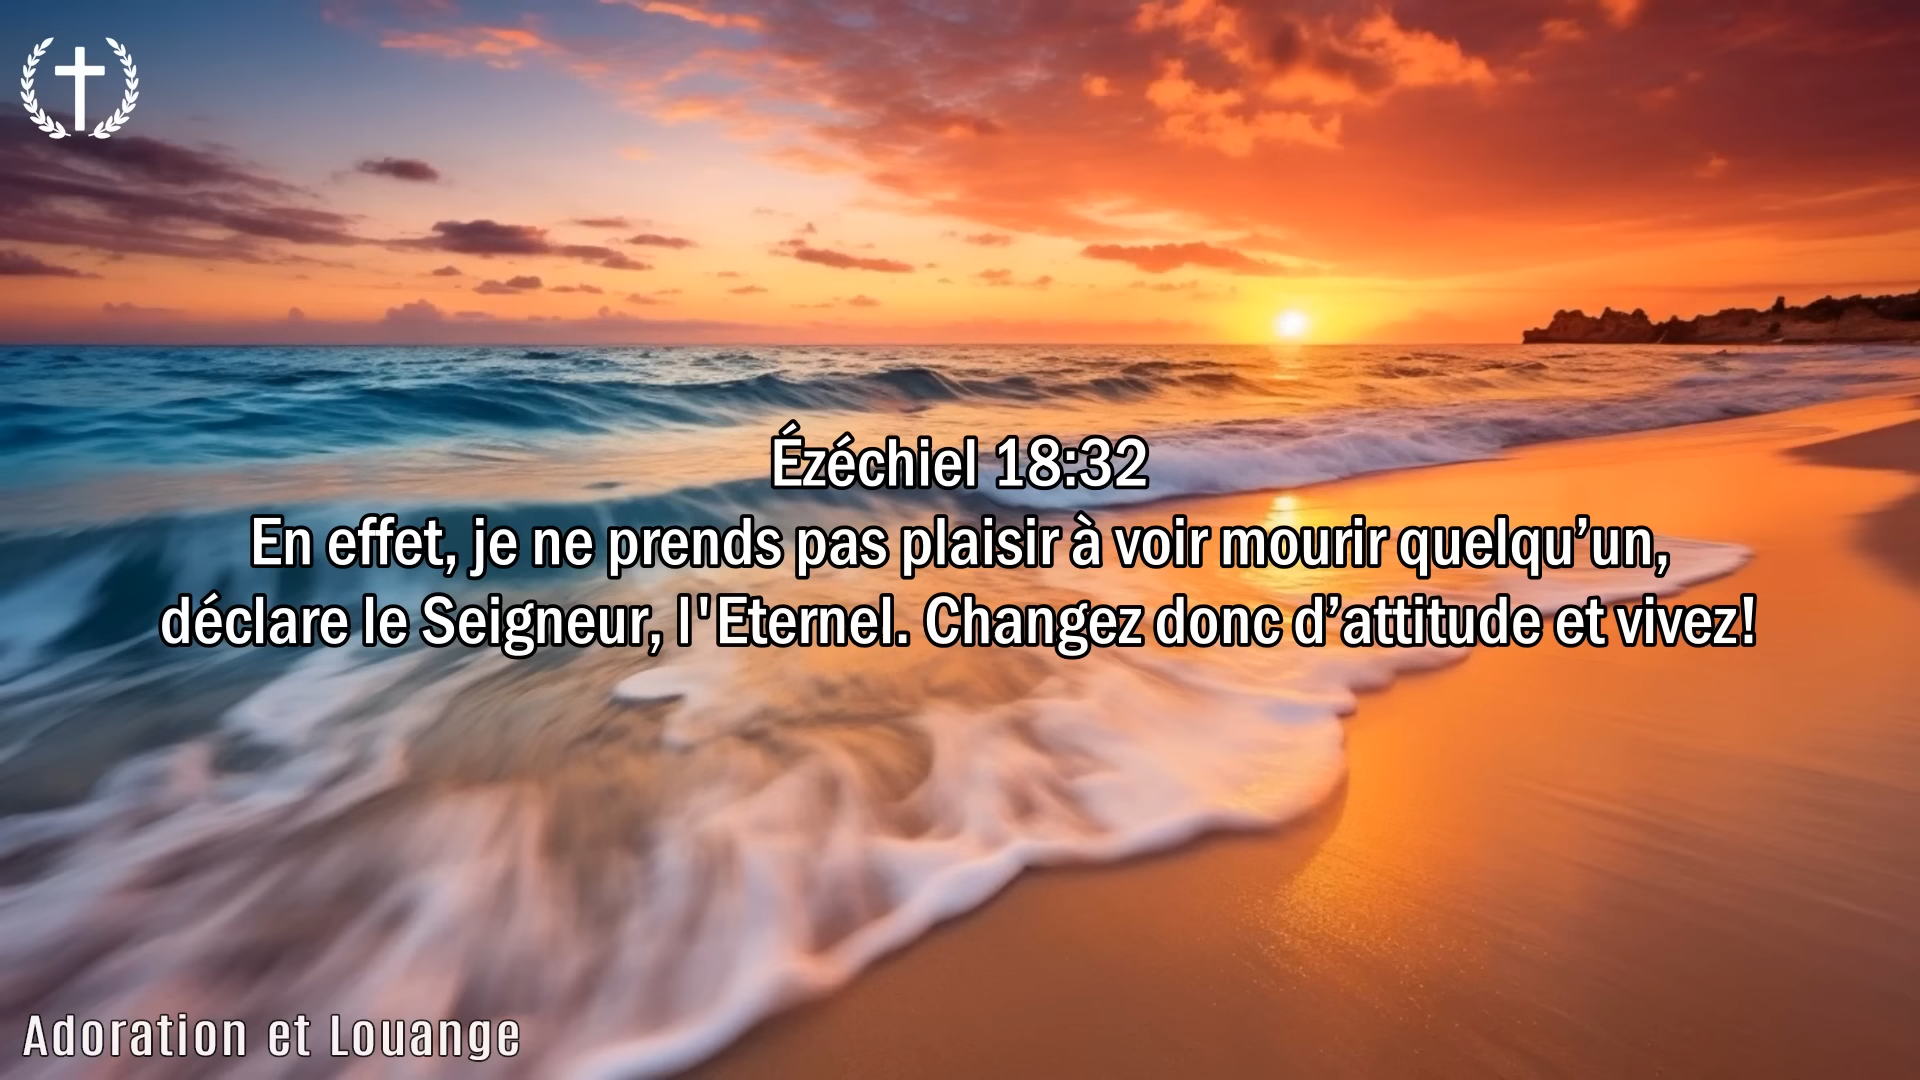 Ézéchiel 18:32
En effet, je ne prends pas plaisir à voir mourir quelqu’un,
déclare le Seigneur, l'Eternel. Changez donc d’attitude et vivez!
Adoration et Louange